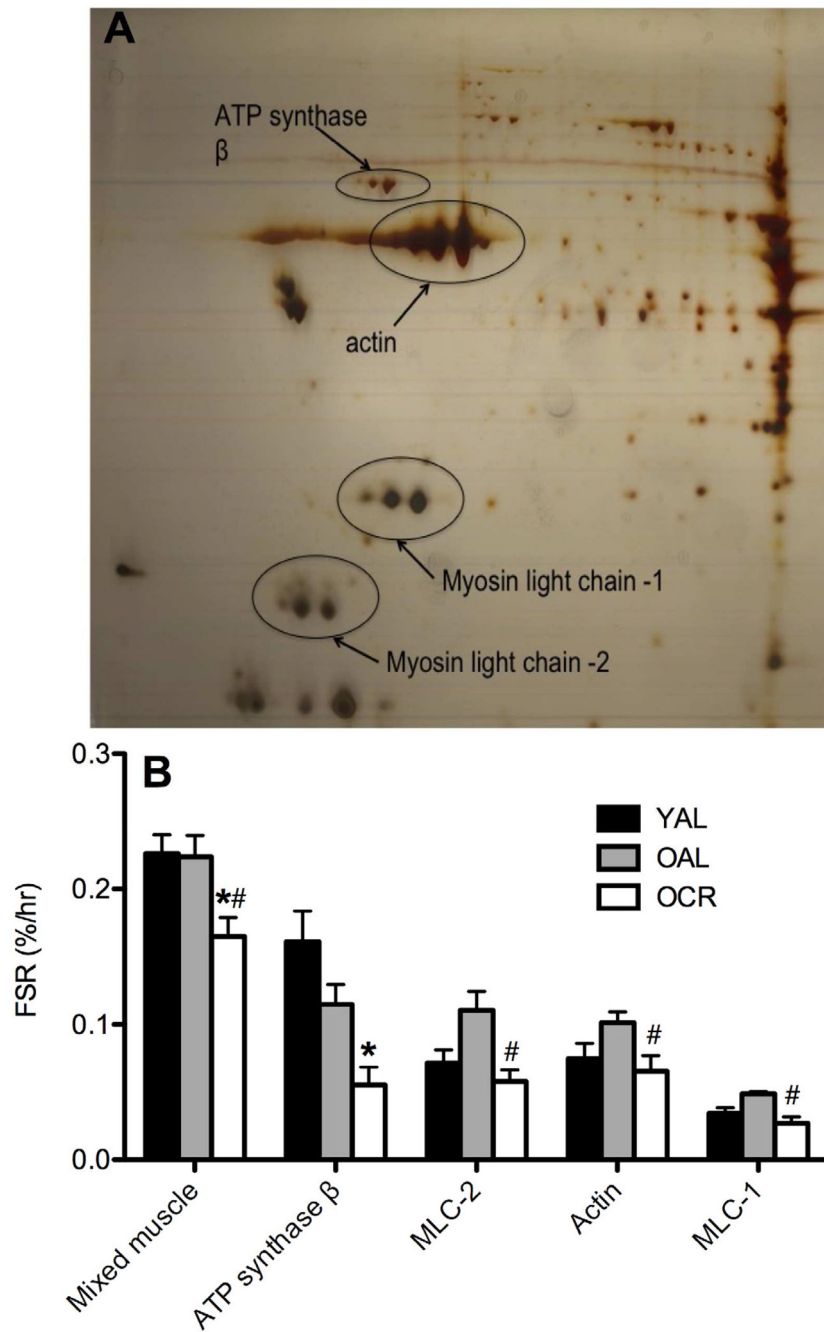 A
ATP synthase
β
actin
Myosin light chain -1
Myosin light chain -2
B
0.3
0.2
0.1
0.0
FSR (%/hr)
YAL
OAL
OCR
*#
*
#
#
#
Mixed muscle
ATP synthase β
MLC-2
Actin
MLC-1